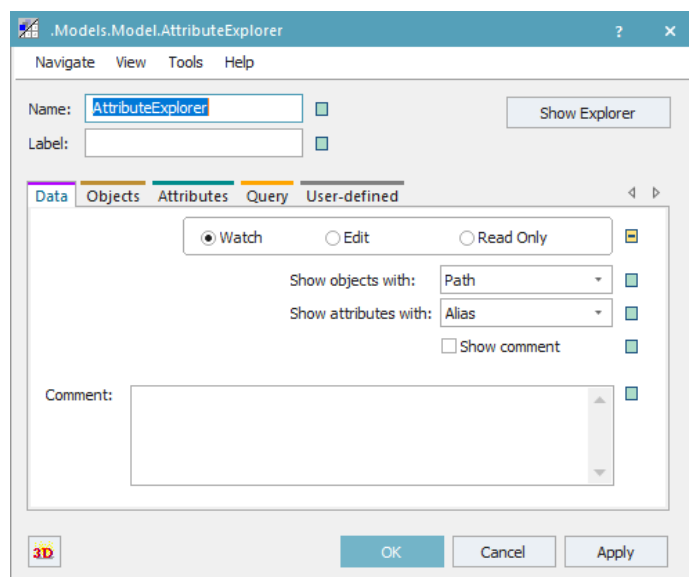 .Models.Model.AttributeExplorer ? ×
Navigate View Tools Help
Name: AttributeExplorer Show Explorer
Label:
Data Objects Attributes Query User-defined
Watch Edit Read Only
Show objects with: Path
Show attributes with: Alias
Show comment
Comment:
3D OK Cancel Apply